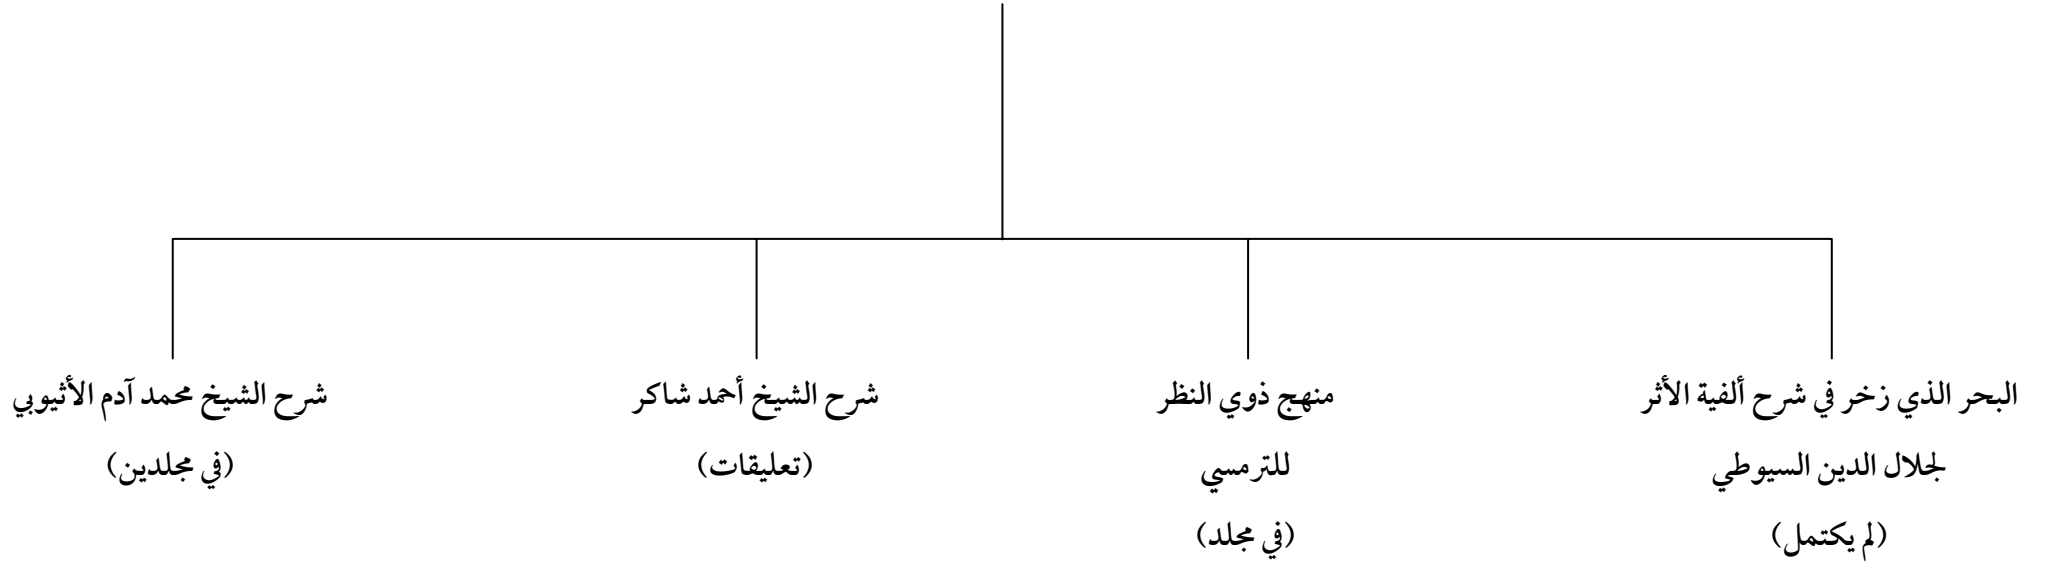 البحر الذي زخر في شرح ألفية الأثر
لجلال الدين السيوطي
(لم يكتمل)
منهج ذوي النظر
للترمسي
(في مجلد)
شرح الشيخ أحمد شاكر
(تعليقات)
شرح الشيخ محمد آدم الأثيوبي
(في مجلدين)